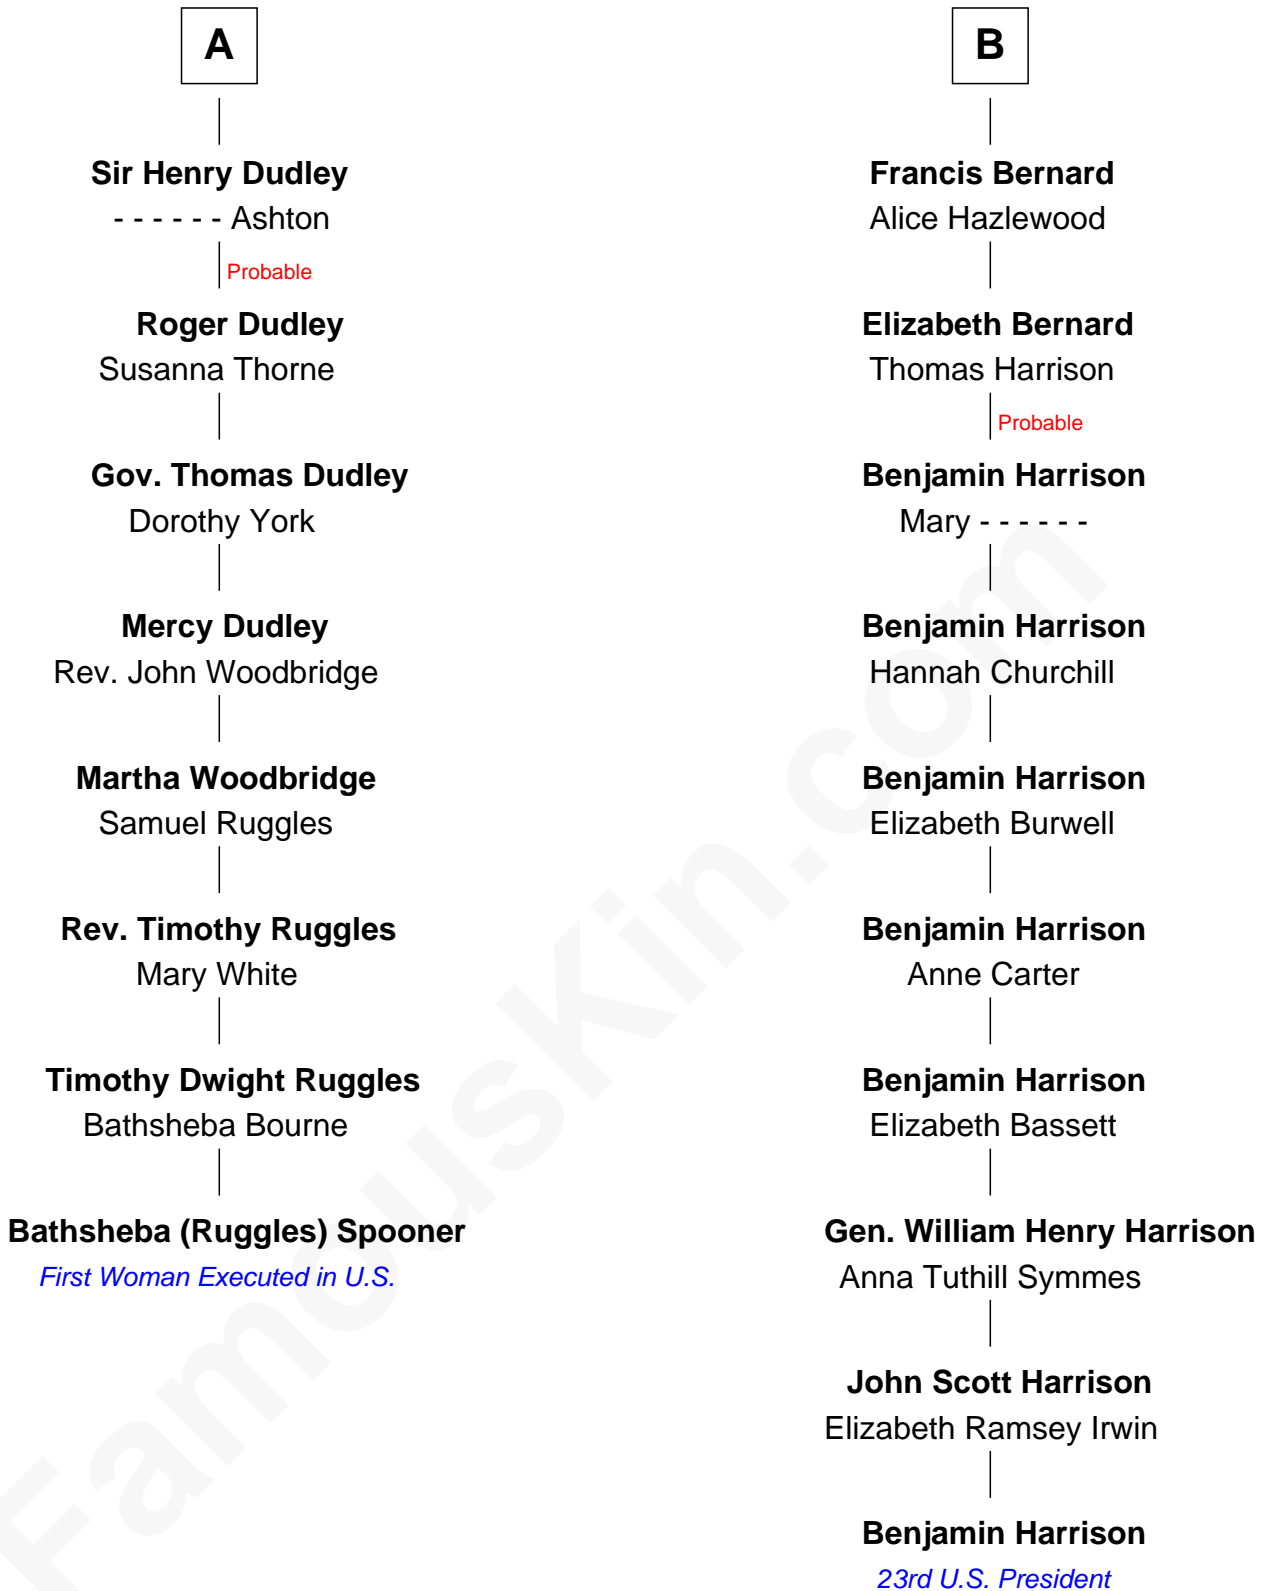 A
Sir Henry Dudley
- - - - - - Ashton
Probable
Roger Dudley
Susanna Thorne
Gov. Thomas Dudley
Dorothy York
Mercy Dudley
Rev. John Woodbridge
Martha Woodbridge
Samuel Ruggles
Rev. Timothy Ruggles
Mary White
Timothy Dwight Ruggles
Bathsheba Bourne
Bathsheba (Ruggles) Spooner
First Woman Executed in U.S.
B
Francis Bernard
Alice Hazlewood
Elizabeth Bernard
Thomas Harrison
Probable
Benjamin Harrison
Mary - - - - - -
Benjamin Harrison
Hannah Churchill
Benjamin Harrison
Elizabeth Burwell
Benjamin Harrison
Anne Carter
Benjamin Harrison
Elizabeth Bassett
Gen. William Henry Harrison
Anna Tuthill Symmes
John Scott Harrison
Elizabeth Ramsey Irwin
Benjamin Harrison
23rd U.S. President
FamousKin.com